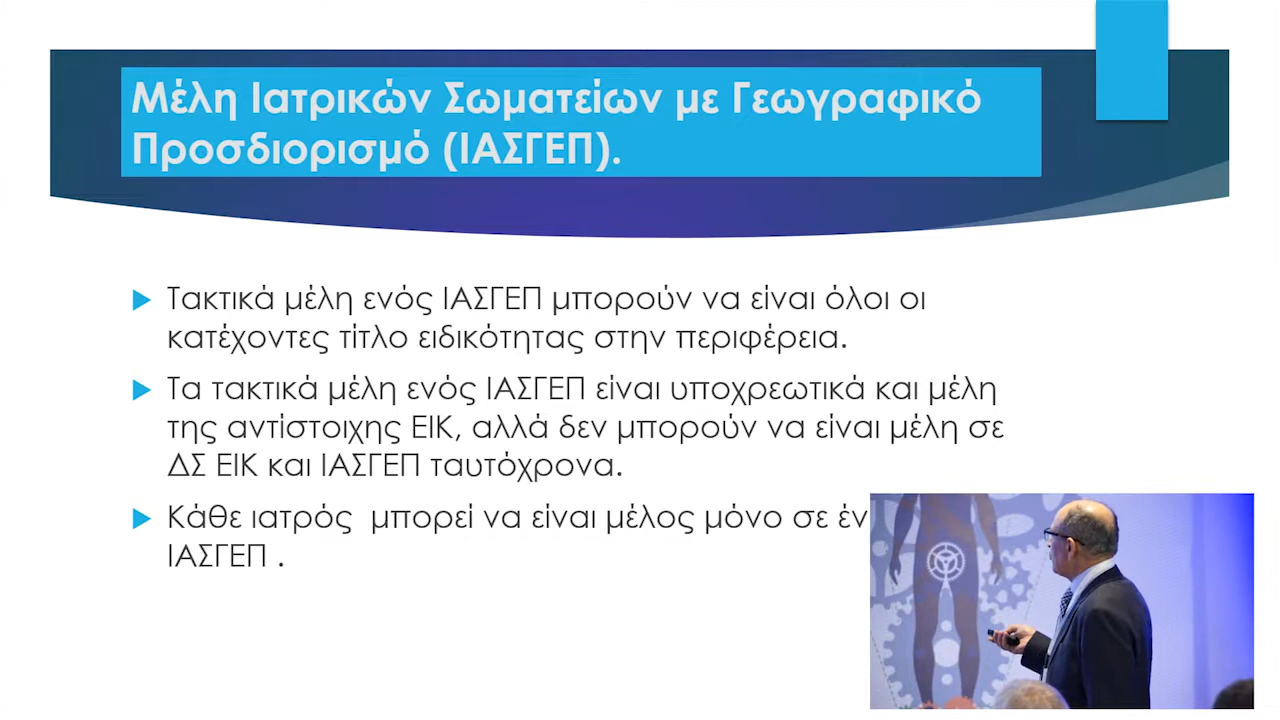 Μέλη Ιατρικών Σωματείων με Γεωγραφικό
Προσδιορισμό (ΙΑΣΓΕΠ).
Τακτικά μέλη ενός ΙΑΣΓΕΠ μπορούν να είναι όλοι οι
κατέχοντες τίτλο ειδικότητας στην περιφέρεια.
Τα τακτικά μέλη ενός ΙΑΣΓΕΠ είναι υποχρεωτικά και μέλη
της αντίστοιχης ΕΙΚ, αλλά δεν μπορούν να είναι μέλη σε
ΔΣ ΕΙΚ και ΙΑΣΓΕΠ ταυτόχρονα.
Κάθε ιατρός  μπορεί να είναι μέλος μόνο σε
ΙΑΣΓΕΠ .